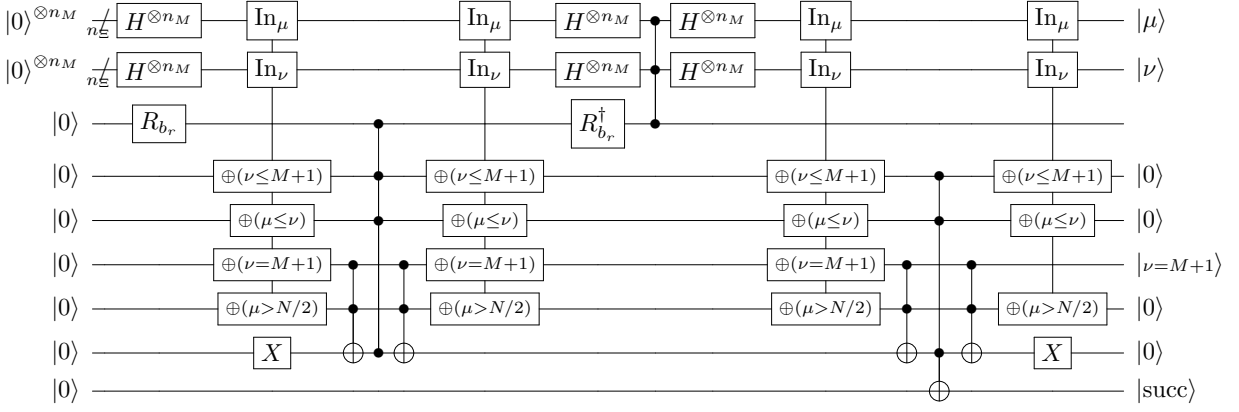 |0⟩^{⊗n_M} n_Ξ H^{⊗n_M} In_μ In_μ H^{⊗n_M} H^{⊗n_M} In_μ In_μ |μ⟩
|0⟩^{⊗n_M} n_Ξ H^{⊗n_M} In_ν In_ν H^{⊗n_M} H^{⊗n_M} In_ν In_ν |ν⟩
|0⟩ R_{b_r} R_{b_r}^†
|0⟩ ⊕(ν≤M+1) ⊕(ν≤M+1) ⊕(ν≤M+1) ⊕(ν≤M+1) |0⟩
|0⟩ ⊕(μ≤ν) ⊕(μ≤ν) ⊕(μ≤ν) ⊕(μ≤ν) |0⟩
|0⟩ ⊕(ν=M+1) ⊕(ν=M+1) ⊕(ν=M+1) |ν=M+1⟩
|0⟩ ⊕(μ>N/2) ⊕(μ>N/2) ⊕(μ>N/2) ⊕(μ>N/2) |0⟩
|0⟩ X X |0⟩
|0⟩ |succ⟩